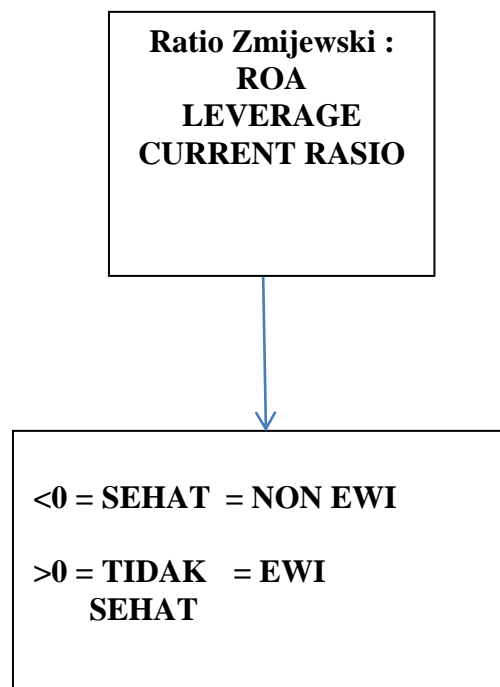 Ratio Zmijewski :
ROA
LEVERAGE
CURRENT RASIO
<0 = SEHAT = NON EWI
>0 = TIDAK = EWI
SEHAT